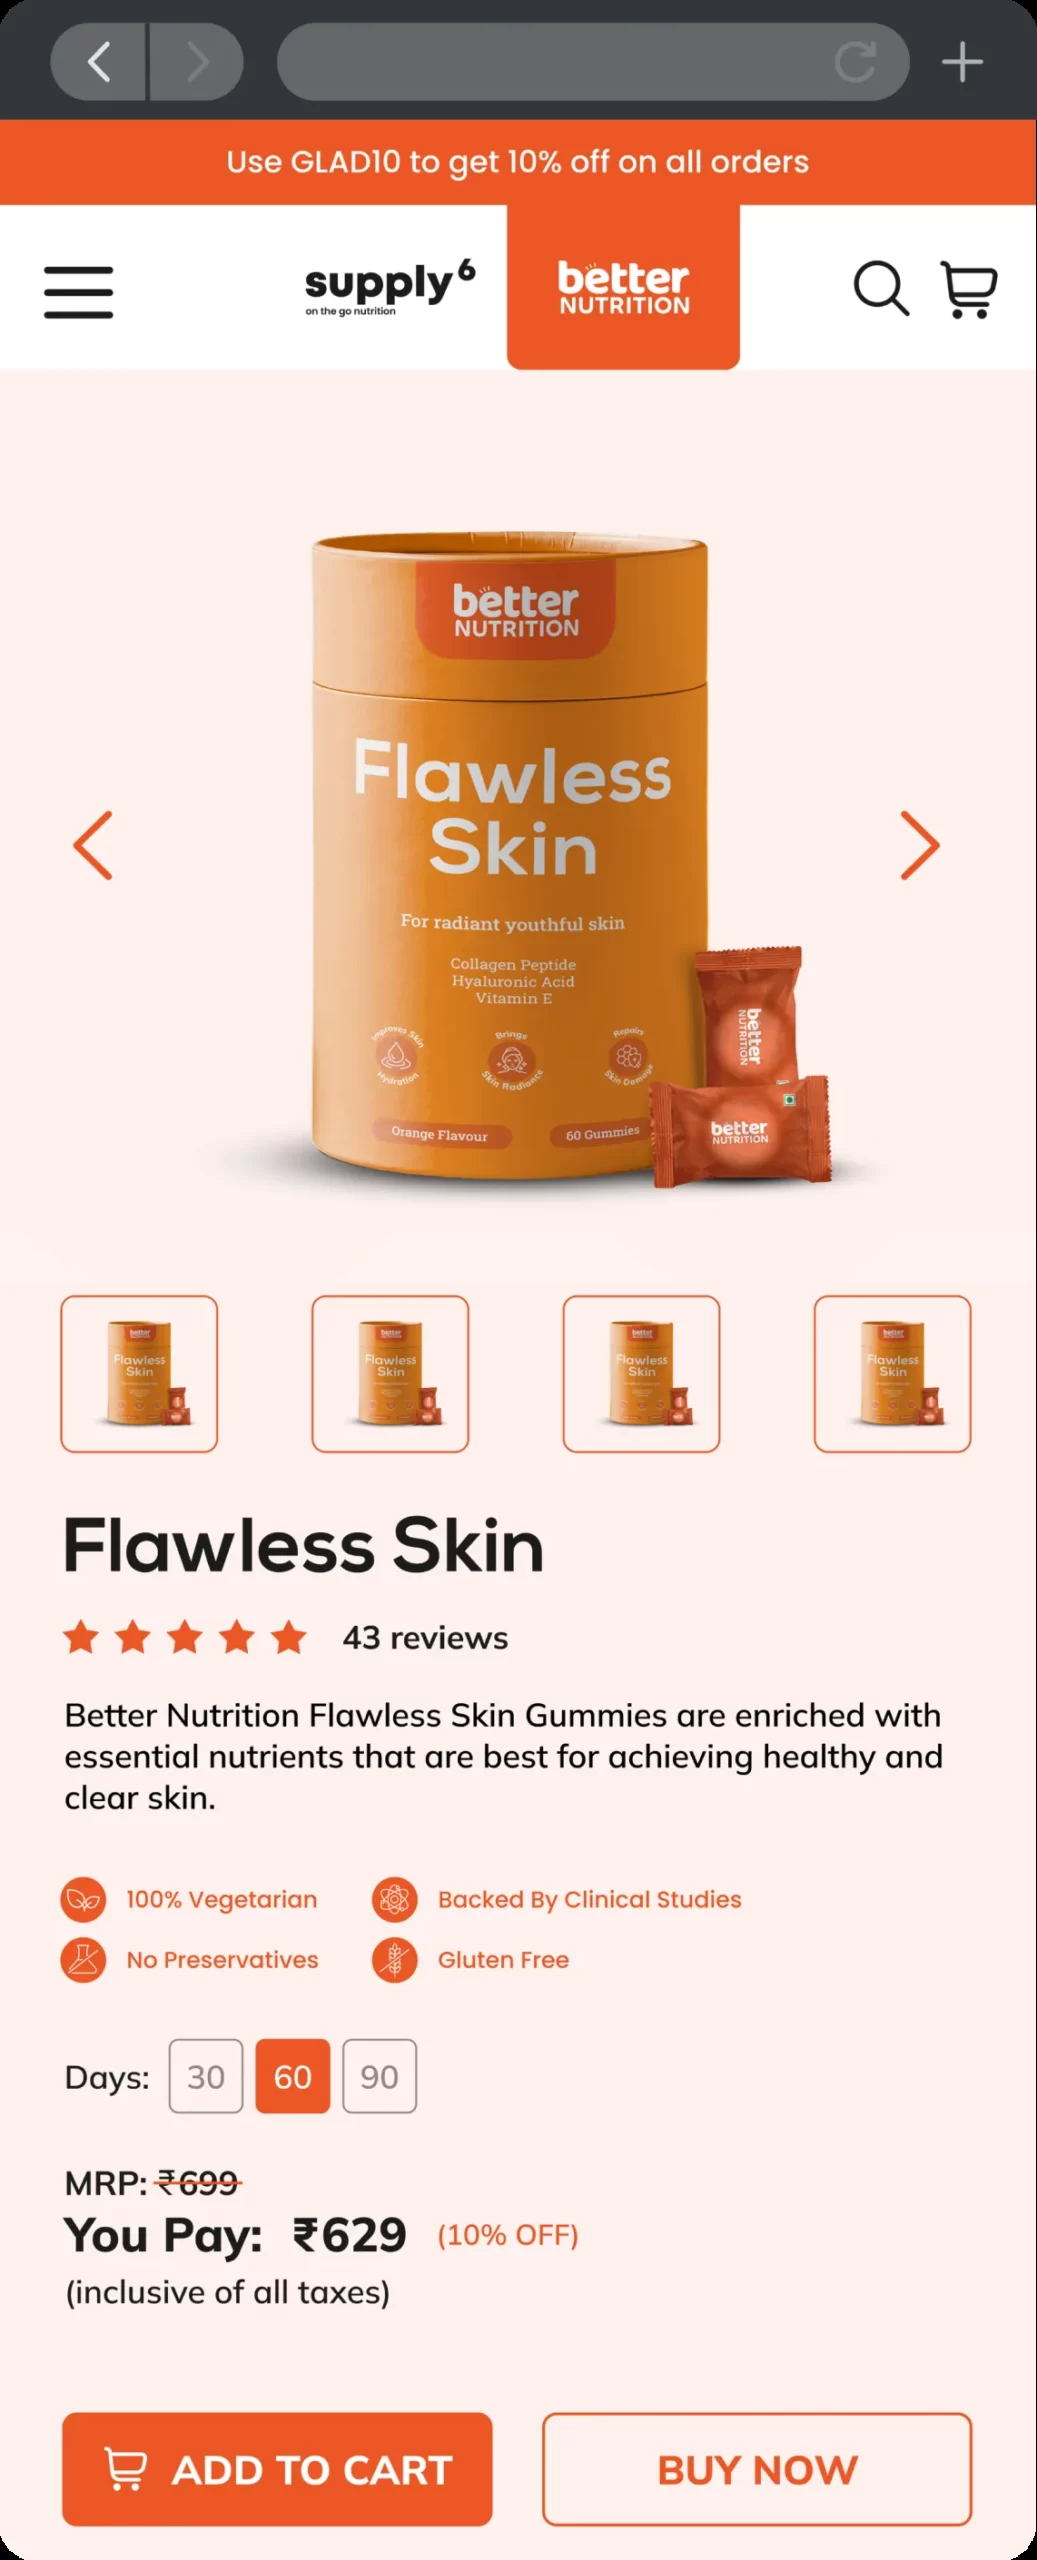 Use GLAD10 to get 10% off on all orders
supply6
on the go nutrition
better
NUTRITION
better
NUTRITION
Flawless
Skin
For radiant youthful skin
Collagen Peptide
Hyaluronic Acid
Vitamin E
Improves Skin
Hydration
Brings
Skin Radiance
Repairs
Skin Damage
Orange Flavour
60 Gummies
better
NUTRITION
better
NUTRITION
better
Flawless
Skin
better
Flawless
Skin
better
Flawless
Skin
better
Flawless
Skin
Flawless Skin
43 reviews
Better Nutrition Flawless Skin Gummies are enriched with
essential nutrients that are best for achieving healthy and
clear skin.
100% Vegetarian
Backed By Clinical Studies
No Preservatives
Gluten Free
Days: 30 60 90
MRP: ₹699
You Pay: ₹629 (10% OFF)
(inclusive of all taxes)
ADD TO CART
BUY NOW